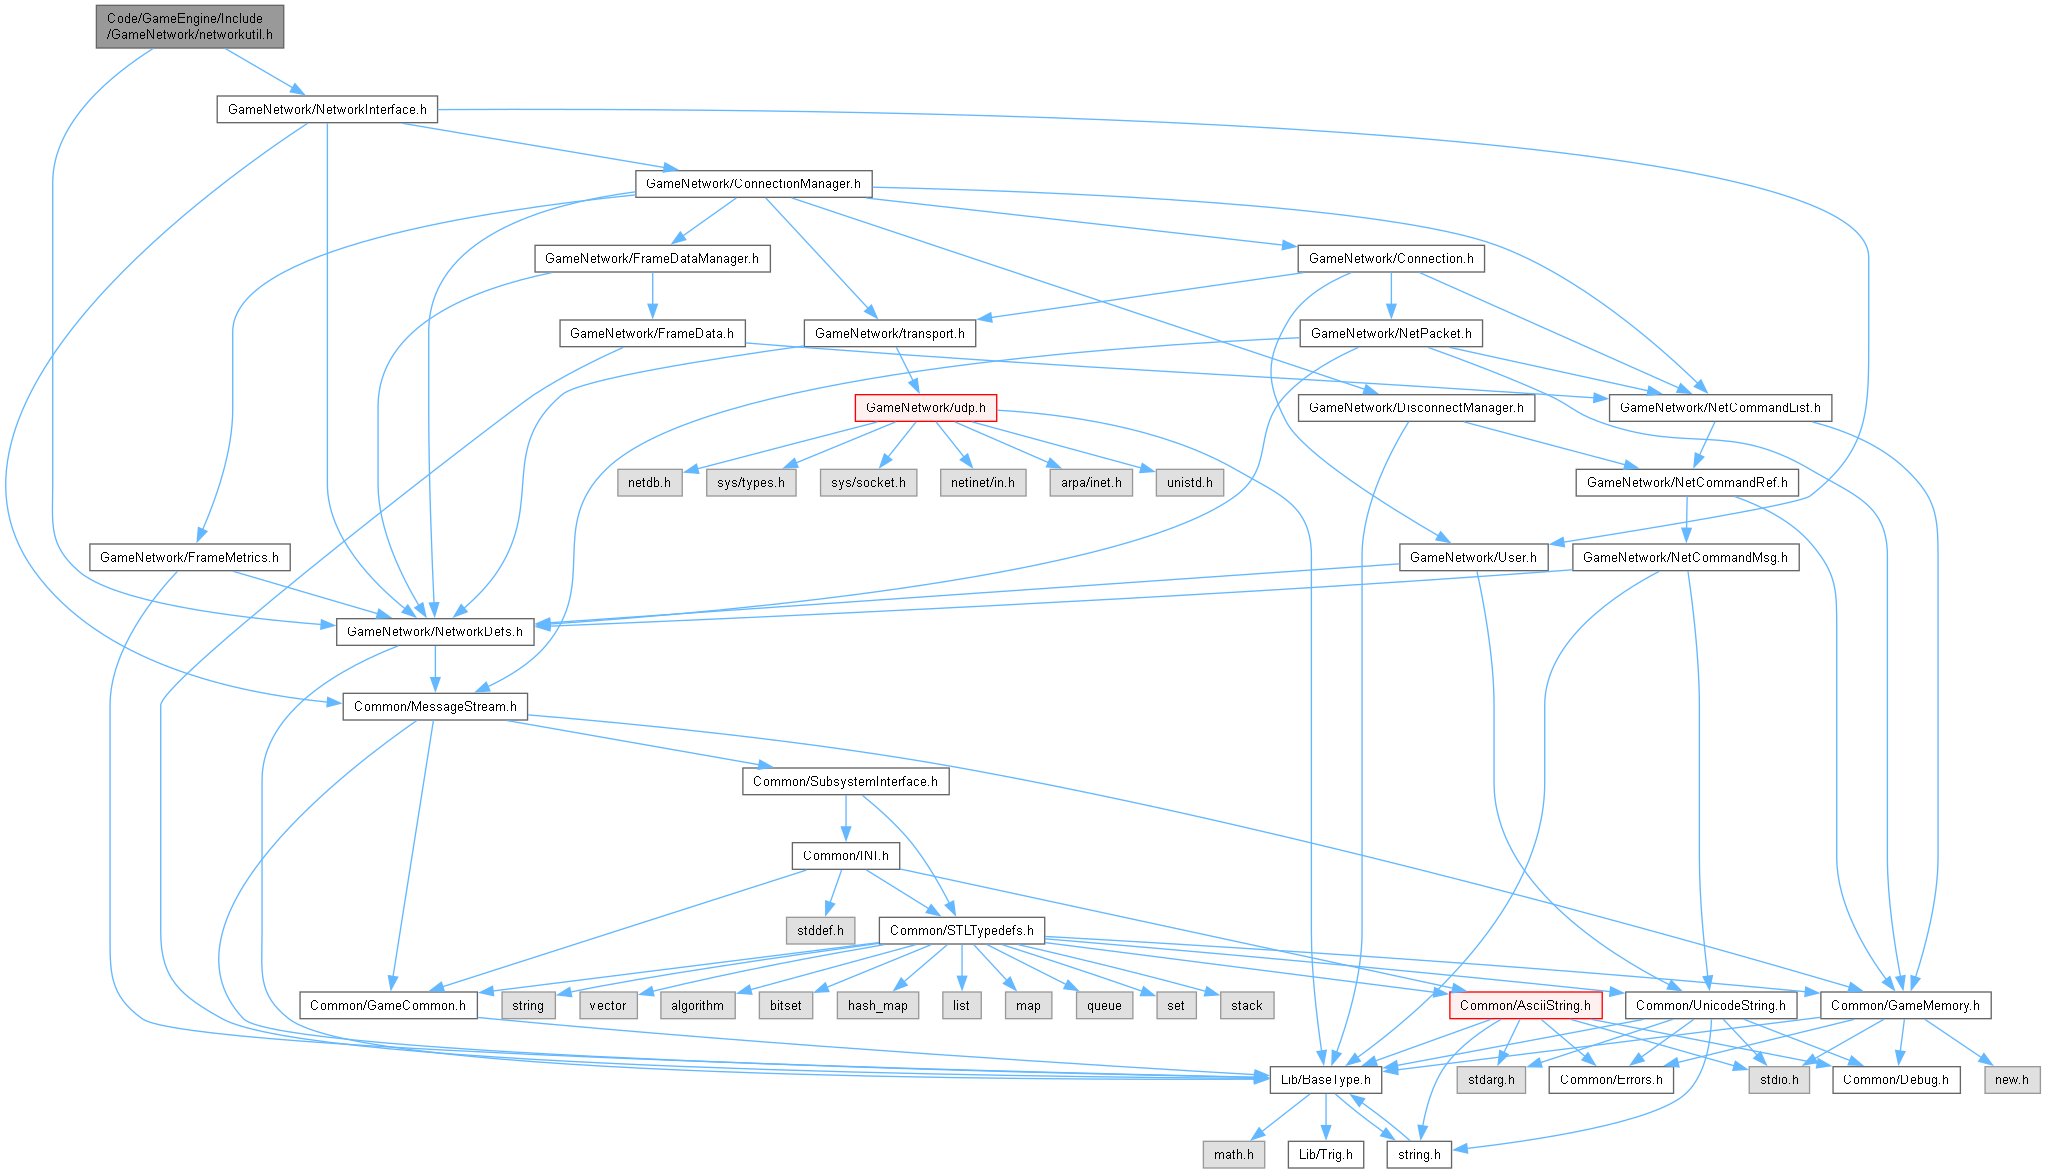 Code/GameEngine/Include
/GameNetwork/networkutil.h
GameNetwork/NetworkInterface.h
GameNetwork/ConnectionManager.h
GameNetwork/FrameDataManager.h
GameNetwork/Connection.h
GameNetwork/FrameData.h
GameNetwork/transport.h
GameNetwork/NetPacket.h
GameNetwork/udp.h
GameNetwork/DisconnectManager.h
GameNetwork/NetCommandList.h
netdb.h
sys/types.h
sys/socket.h
netinet/in.h
arpa/inet.h
unistd.h
GameNetwork/NetCommandRef.h
GameNetwork/FrameMetrics.h
GameNetwork/User.h
GameNetwork/NetCommandMsg.h
GameNetwork/NetworkDefs.h
Common/MessageStream.h
Common/SubsystemInterface.h
Common/INI.h
stddef.h
Common/STLTypedefs.h
Common/GameCommon.h
string
vector
algorithm
bitset
hash_map
list
map
queue
set
stack
Common/AsciiString.h
Common/UnicodeString.h
Common/GameMemory.h
Lib/BaseType.h
stdarg.h
Common/Errors.h
stdio.h
Common/Debug.h
new.h
math.h
Lib/Trig.h
string.h